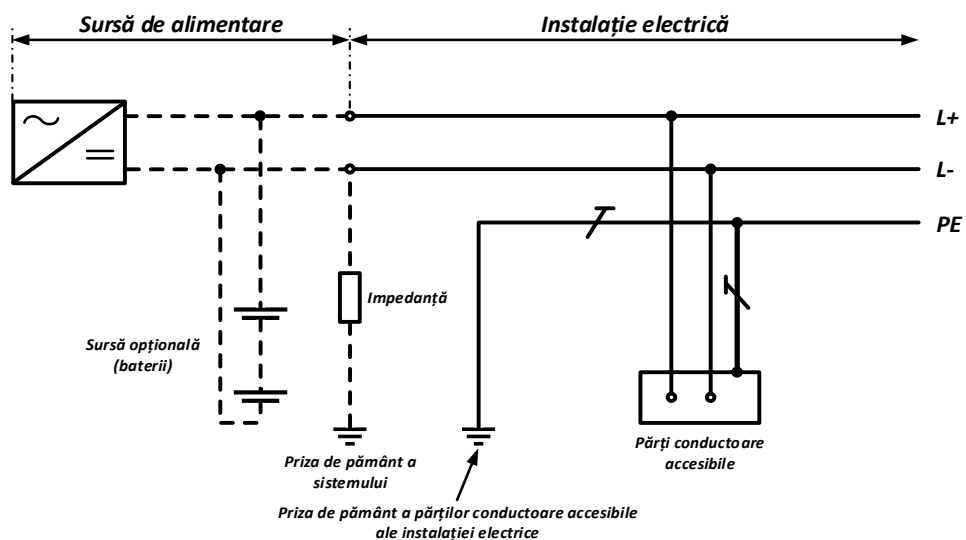 Sursă de alimentare
Instalație electrică
L+
L-
PE
Impedanță
Sursă opțională
(baterii)
Părți conductoare
accesibile
Priza de pământ a
sistemului
Priza de pământ a părților conductoare accesibile
ale instalației electrice